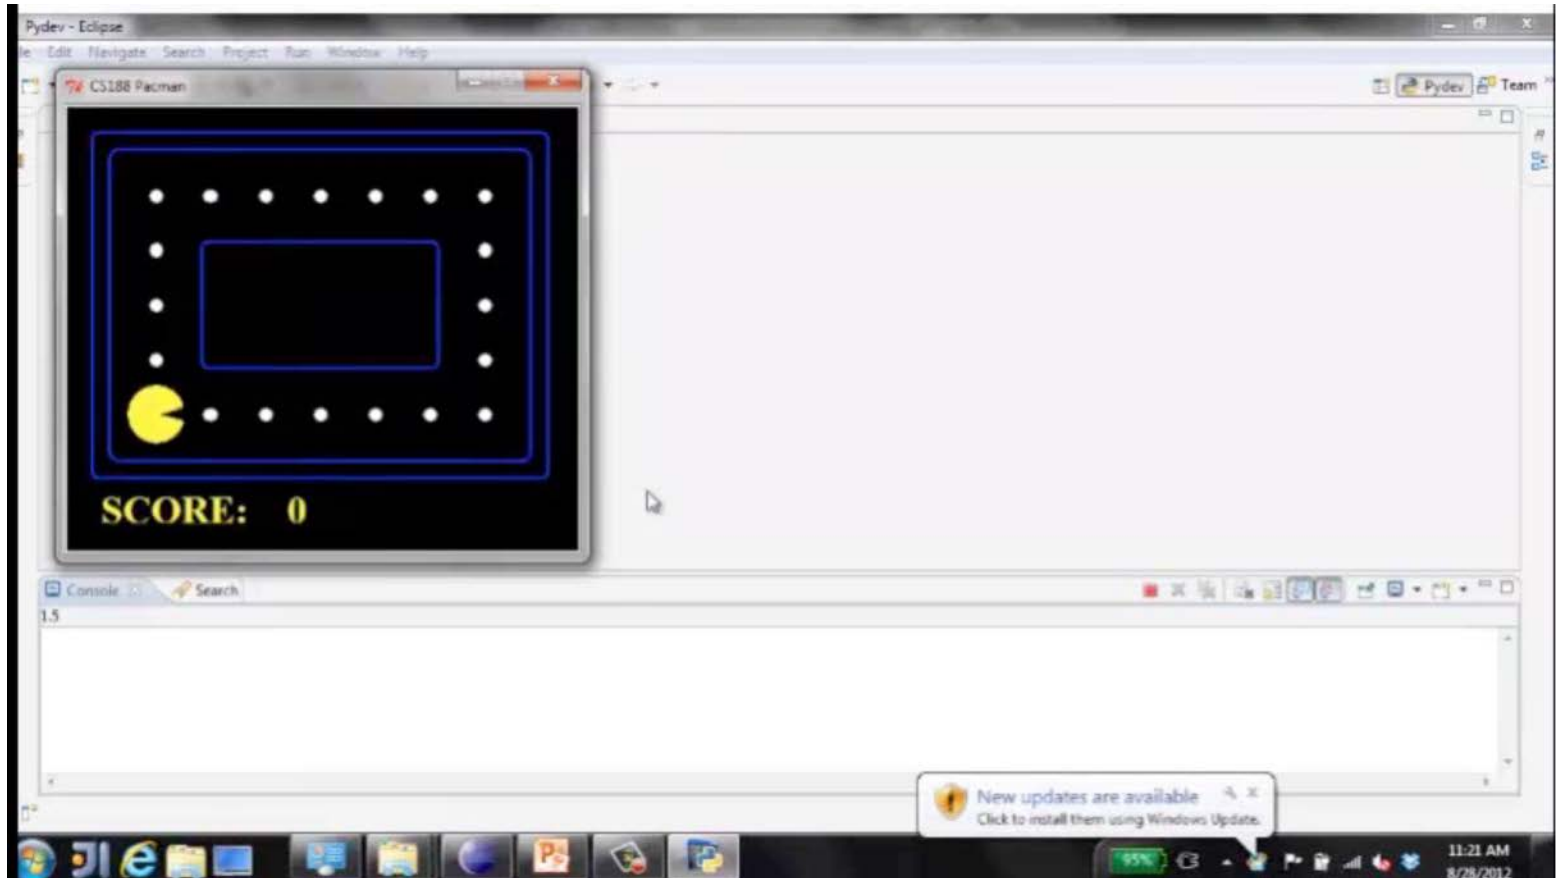 Pydev - Eclipse
Edit Navigate Search Project Run Window Help
CS188 Pacman
Pydev Team
SCORE: 0
Console Search
1.5
New updates are available
Click to install them using Windows Update.
95%
11:21 AM
8/28/2012